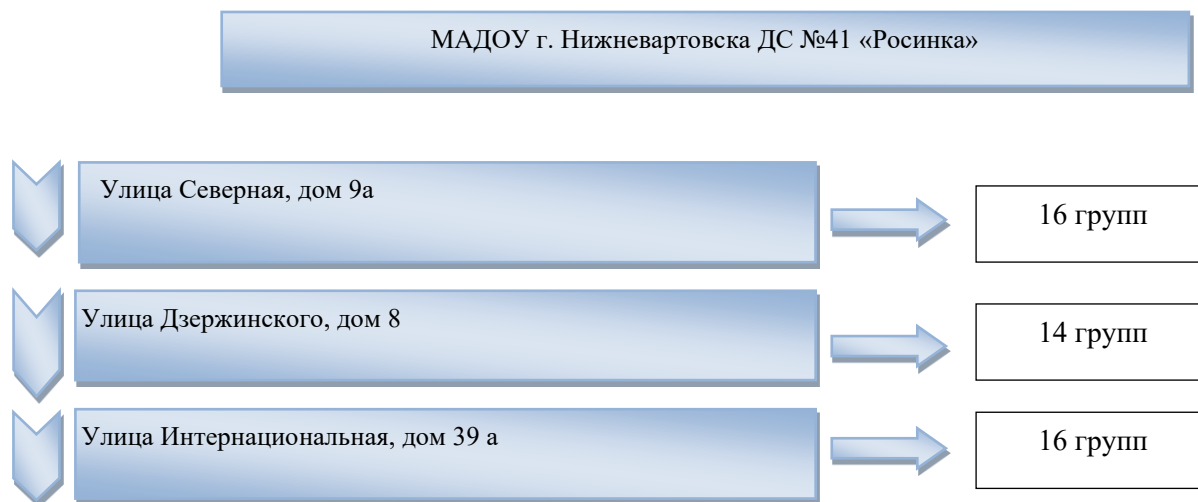 МАДОУ г. Нижневартовска ДС №41 «Росинка»
Улица Северная, дом 9а
16 групп
Улица Дзержинского, дом 8
14 групп
Улица Интернациональная, дом 39 а
16 групп